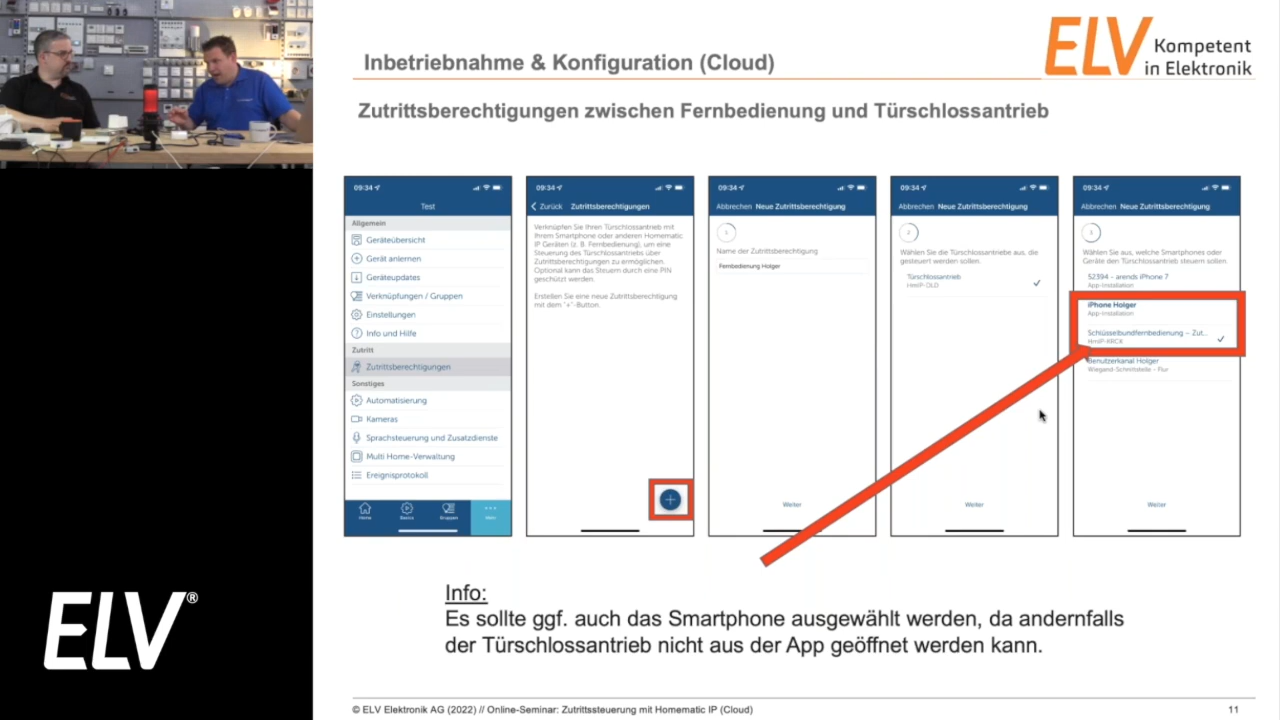 Inbetriebnahme & Konfiguration (Cloud)
ELV Kompetent
in Elektronik
Zutrittsberechtigungen zwischen Fernbedienung und Türschlossantrieb
09:34
Test
Allgemein
Geräteübersicht
Gerät anlernen
Geräteupdates
Verknüpfungen / Gruppen
Einstellungen
Info und Hilfe
Zutritt
Zutrittsberechtigungen
Sonstiges
Automatisierung
Kameras
Sprachsteuerung und Zusatzdienste
Multi Home-Verwaltung
Ereignisprotokoll
Home
Basics
Gruppen
Mehr
09:34
Zurück Zutrittsberechtigungen
Verknüpfen Sie Ihren Türschlossantrieb mit
Ihrem Smartphone oder anderen Homematic
IP Geräten (z. B. Fernbedienung), um eine
Steuerung des Türschlossantriebs über
Zutrittsberechtigungen zu ermöglichen.
Optional kann das Steuern durch eine PIN
geschützt werden.
Erstellen Sie eine neue Zutrittsberechtigung
mit dem "+"-Button.
09:34
Abbrechen Neue Zutrittsberechtigung
1
Name der Zutrittsberechtigung
Fernbedienung Holger
Weiter
09:34
Abbrechen Neue Zutrittsberechtigung
2
Wählen Sie die Türschlossantriebe aus, die
gesteuert werden sollen.
Türschlossantrieb
HmIP-DLD
Weiter
09:34
Abbrechen Neue Zutrittsberechtigung
3
Wählen Sie aus, welche Smartphones oder
Geräte den Türschlossantrieb steuern sollen.
52394 – arends iPhone 7
App-Installation
iPhone Holger
App-Installation
Schlüsselbundfernbedienung – Zut...
HmIP-KRCK
Benutzerkanal Holger
Wiegand-Schnittstelle - Flur
Weiter
Info:
Es sollte ggf. auch das Smartphone ausgewählt werden, da andernfalls
der Türschlossantrieb nicht aus der App geöffnet werden kann.
ELV®
© ELV Elektronik AG (2022) // Online-Seminar: Zutrittssteuerung mit Homematic IP (Cloud)
11